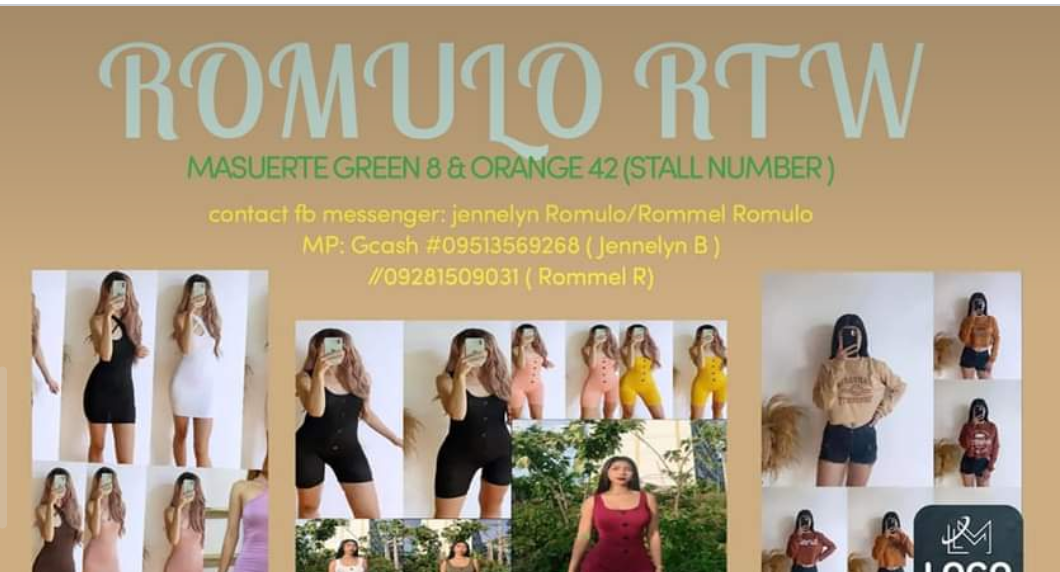 ROMULO RTW
MASUERTE GREEN 8 & ORANGE 42 (STALL NUMBER )
contact fb messenger: jennelyn Romulo/Rommel Romulo
MP: Gcash #09513569268 ( Jennelyn B )
//09281509031 ( Rommel R)
LM
LOGO